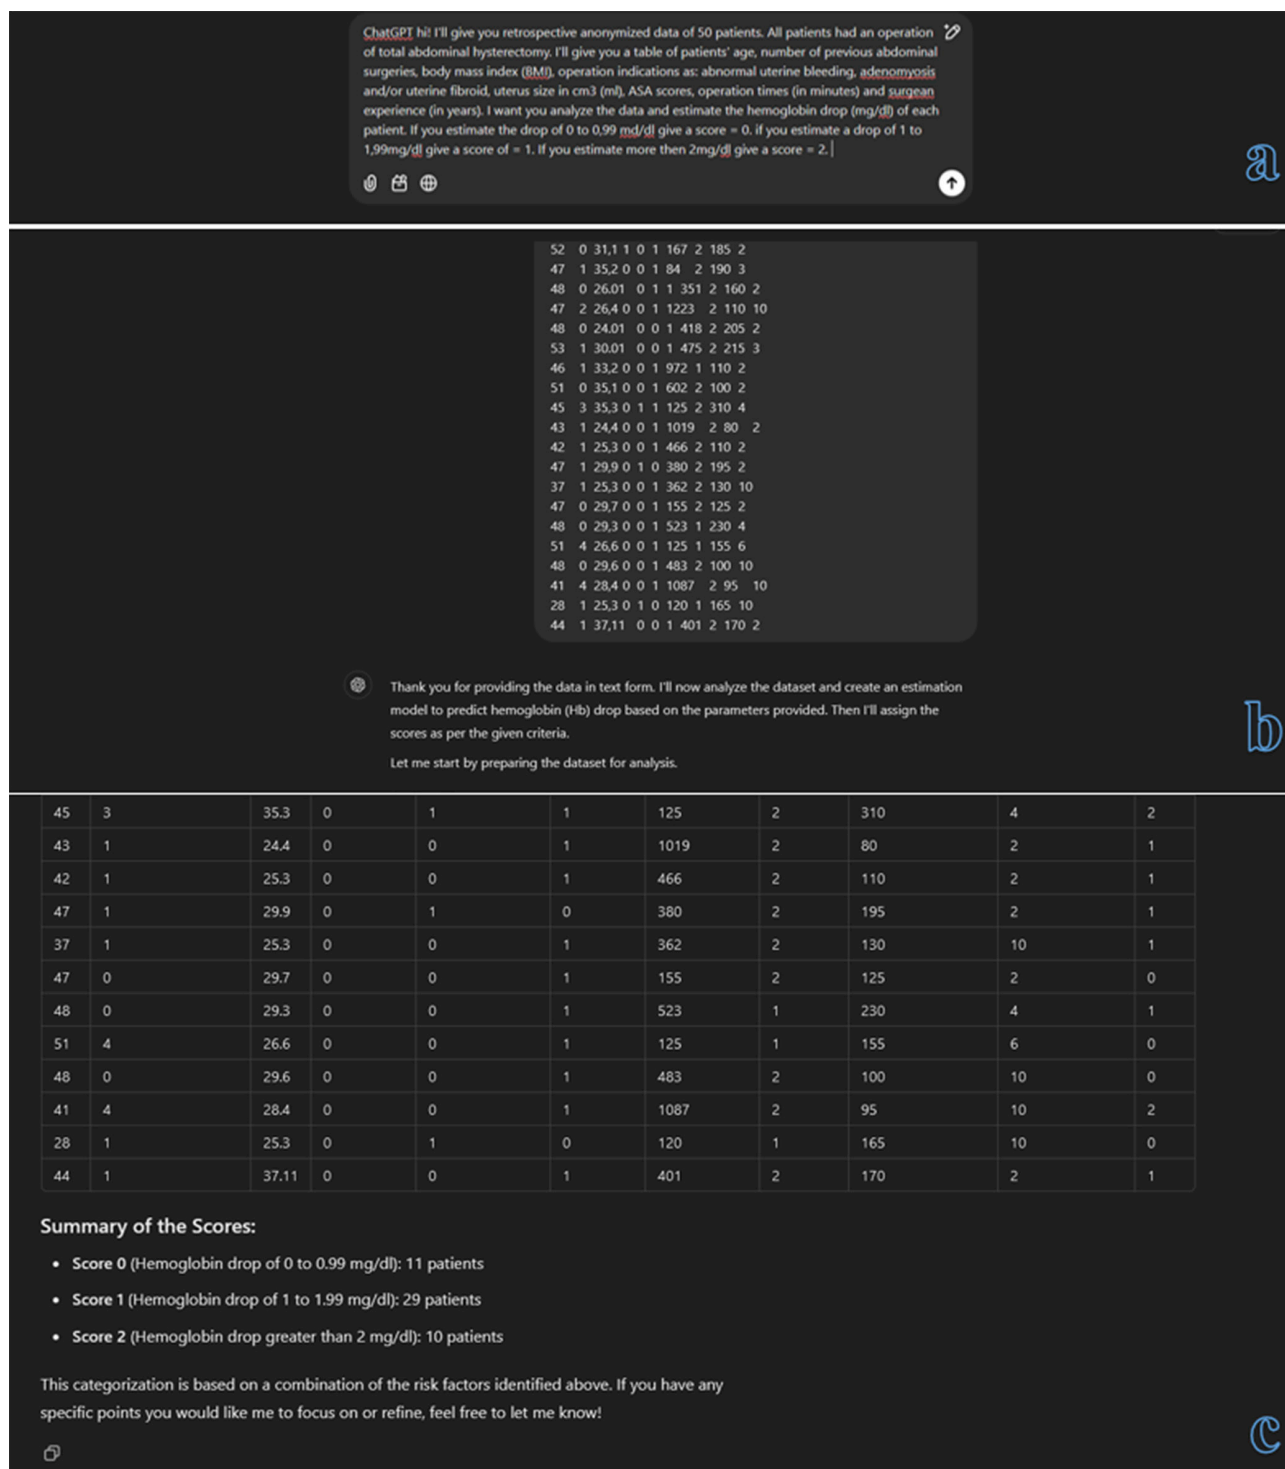 ChatGPT hi! I'll give you retrospective anonymized data of 50 patients. All patients had an operation
of total abdominal hysterectomy. I'll give you a table of patients' age, number of previous abdominal
surgeries, body mass index (BMI), operation indications as: abnormal uterine bleeding, adenomyosis
and/or uterine fibroid, uterus size in cm3 (ml), ASA scores, operation times (in minutes) and surgean
experience (in years). I want you analyze the data and estimate the hemoglobin drop (mg/dl) of each
patient. If you estimate the drop of 0 to 0,99 md/dl give a score = 0. if you estimate a drop of 1 to
1,99mg/dl give a score of = 1. If you estimate more then 2mg/dl give a score = 2.
a
52 0 31,1 1 0 1 167 2 185 2
47 1 35,2 0 0 1 84 2 190 3
48 0 26.01 0 1 1 351 2 160 2
47 2 26,4 0 0 1 1223 2 110 10
48 0 24.01 0 0 1 418 2 205 2
53 1 30.01 0 0 1 475 2 215 3
46 1 33,2 0 0 1 972 1 110 2
51 0 35,1 0 0 1 602 2 100 2
45 3 35,3 0 1 1 125 2 310 4
43 1 24,4 0 0 1 1019 2 80 2
42 1 25,3 0 0 1 466 2 110 2
47 1 29,9 0 1 0 380 2 195 2
37 1 25,3 0 0 1 362 2 130 10
47 0 29,7 0 0 1 155 2 125 2
48 0 29,3 0 0 1 523 1 230 4
51 4 26,6 0 0 1 125 1 155 6
48 0 29,6 0 0 1 483 2 100 10
41 4 28,4 0 0 1 1087 2 95 10
28 1 25,3 0 1 0 120 1 165 10
44 1 37,11 0 0 1 401 2 170 2
Thank you for providing the data in text form. I'll now analyze the dataset and create an estimation
model to predict hemoglobin (Hb) drop based on the parameters provided. Then I'll assign the
scores as per the given criteria.
Let me start by preparing the dataset for analysis.
b
45 3 35.3 0 1 1 125 2 310 4 2
43 1 24.4 0 0 1 1019 2 80 2 1
42 1 25.3 0 0 1 466 2 110 2 1
47 1 29.9 0 1 0 380 2 195 2 1
37 1 25.3 0 0 1 362 2 130 10 1
47 0 29.7 0 0 1 155 2 125 2 0
48 0 29.3 0 0 1 523 1 230 4 1
51 4 26.6 0 0 1 125 1 155 6 0
48 0 29.6 0 0 1 483 2 100 10 0
41 4 28.4 0 0 1 1087 2 95 10 2
28 1 25.3 0 1 0 120 1 165 10 0
44 1 37.11 0 0 1 401 2 170 2 1
Summary of the Scores:
• Score 0 (Hemoglobin drop of 0 to 0.99 mg/dl): 11 patients
• Score 1 (Hemoglobin drop of 1 to 1.99 mg/dl): 29 patients
• Score 2 (Hemoglobin drop greater than 2 mg/dl): 10 patients
This categorization is based on a combination of the risk factors identified above. If you have any
specific points you would like me to focus on or refine, feel free to let me know!
c